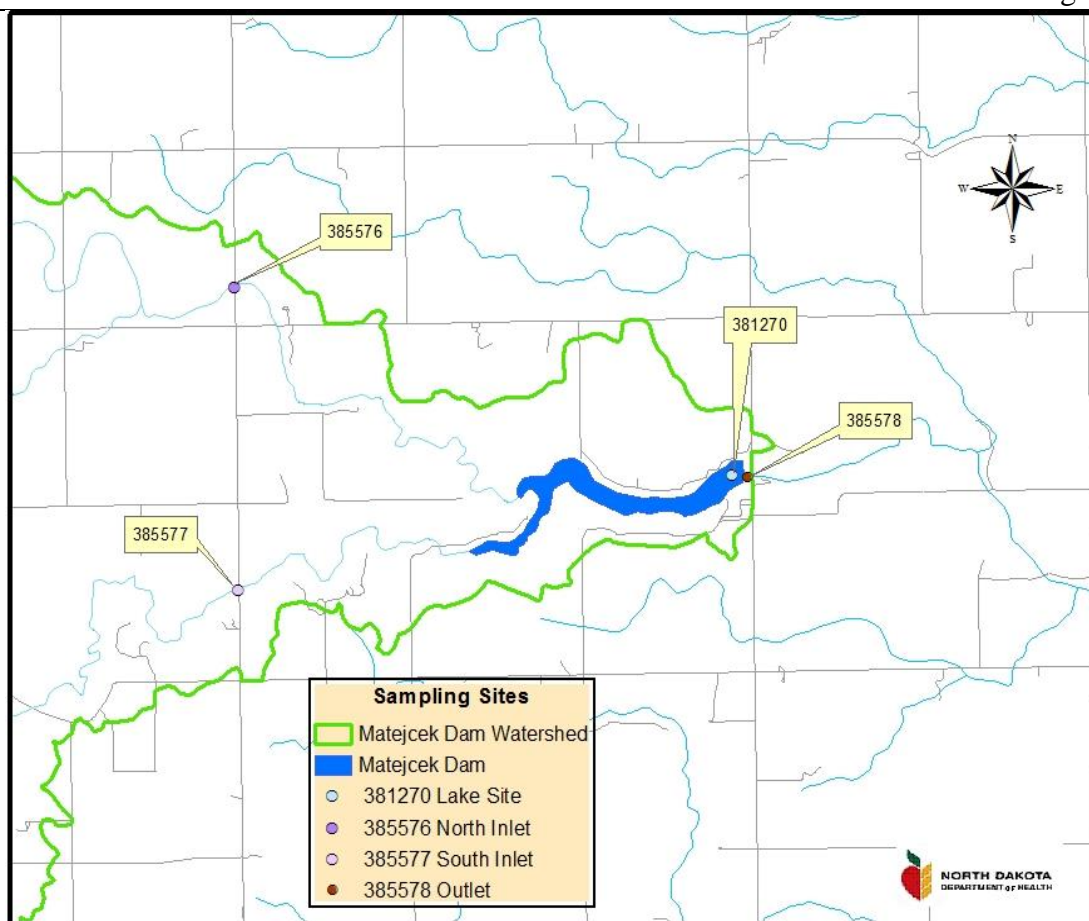 N
W E
S
385576
381270
385578
385577
Sampling Sites
Matejcek Dam Watershed
Matejcek Dam
381270 Lake Site
385576 North Inlet
385577 South Inlet
385578 Outlet
NORTH DAKOTA
DEPARTMENT of HEALTH